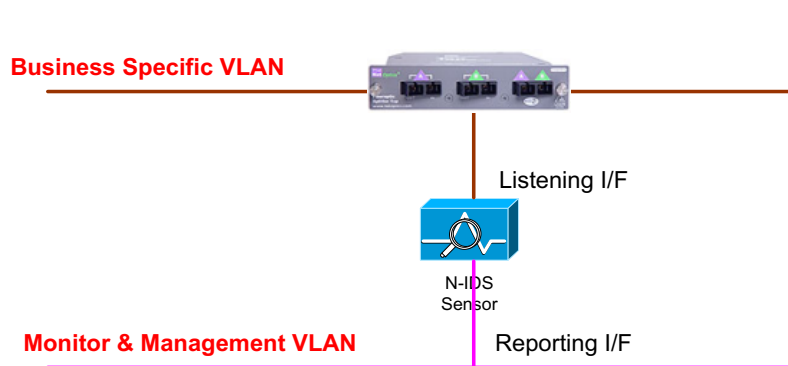 Business Specific VLAN
Listening I/F
N-IDS
Sensor
Monitor & Management VLAN
Reporting I/F